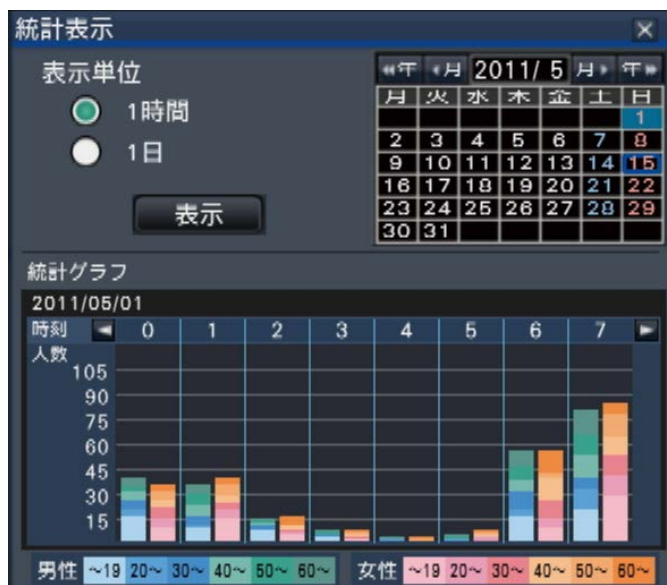 統計表示 ×
表示単位
1時間
1日
表示
年 月 2011/ 5 月 年
月 火 水 木 金 土 日
1
2 3 4 5 6 7 8
9 10 11 12 13 14 15
16 17 18 19 20 21 22
23 24 25 26 27 28 29
30 31
統計グラフ
2011/05/01
時刻 0 1 2 3 4 5 6 7
人数
105
90
75
60
45
30
15
男性 ~19 20~ 30~ 40~ 50~ 60~ 女性 ~19 20~ 30~ 40~ 50~ 60~